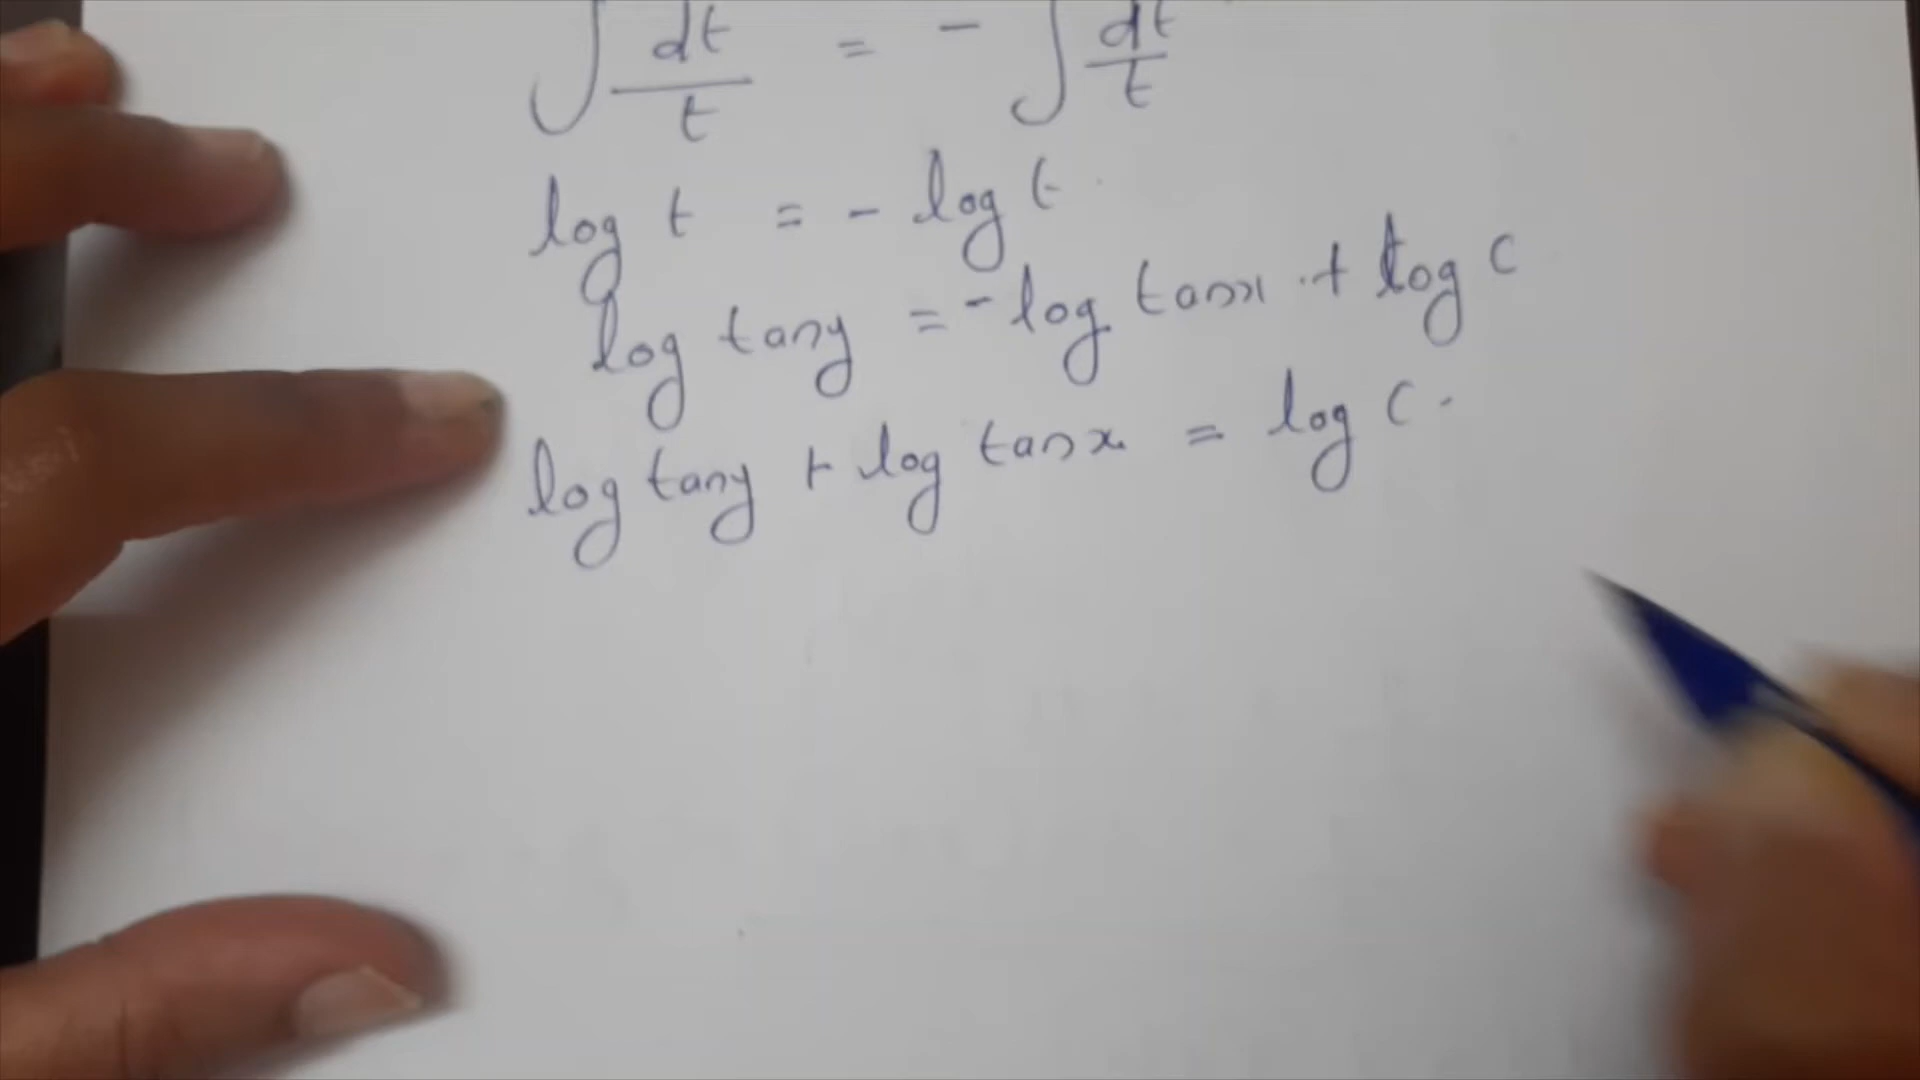 ∫ dt/t = - ∫ dt/t
log t = - log t
log tany = - log tanx + log c
log tany + log tanx = log c.